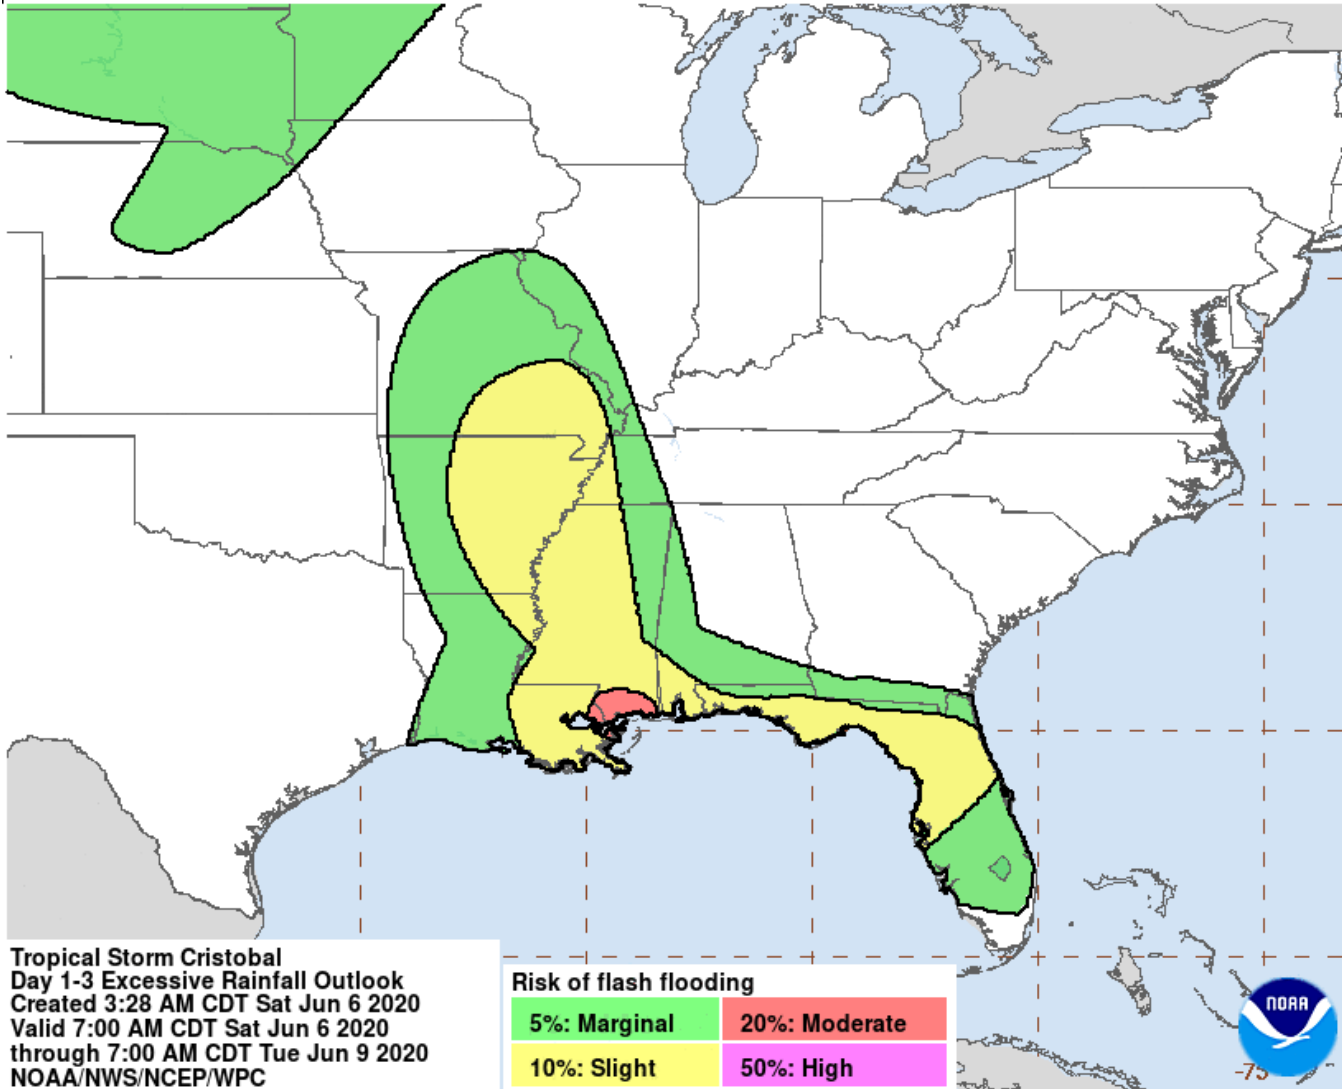 Tropical Storm Cristobal
Day 1-3 Excessive Rainfall Outlook
Created 3:28 AM CDT Sat Jun 6 2020
Valid 7:00 AM CDT Sat Jun 6 2020
through 7:00 AM CDT Tue Jun 9 2020
NOAA/NWS/NCEP/WPC
Risk of flash flooding
5%: Marginal
20%: Moderate
10%: Slight
50%: High
NOAA